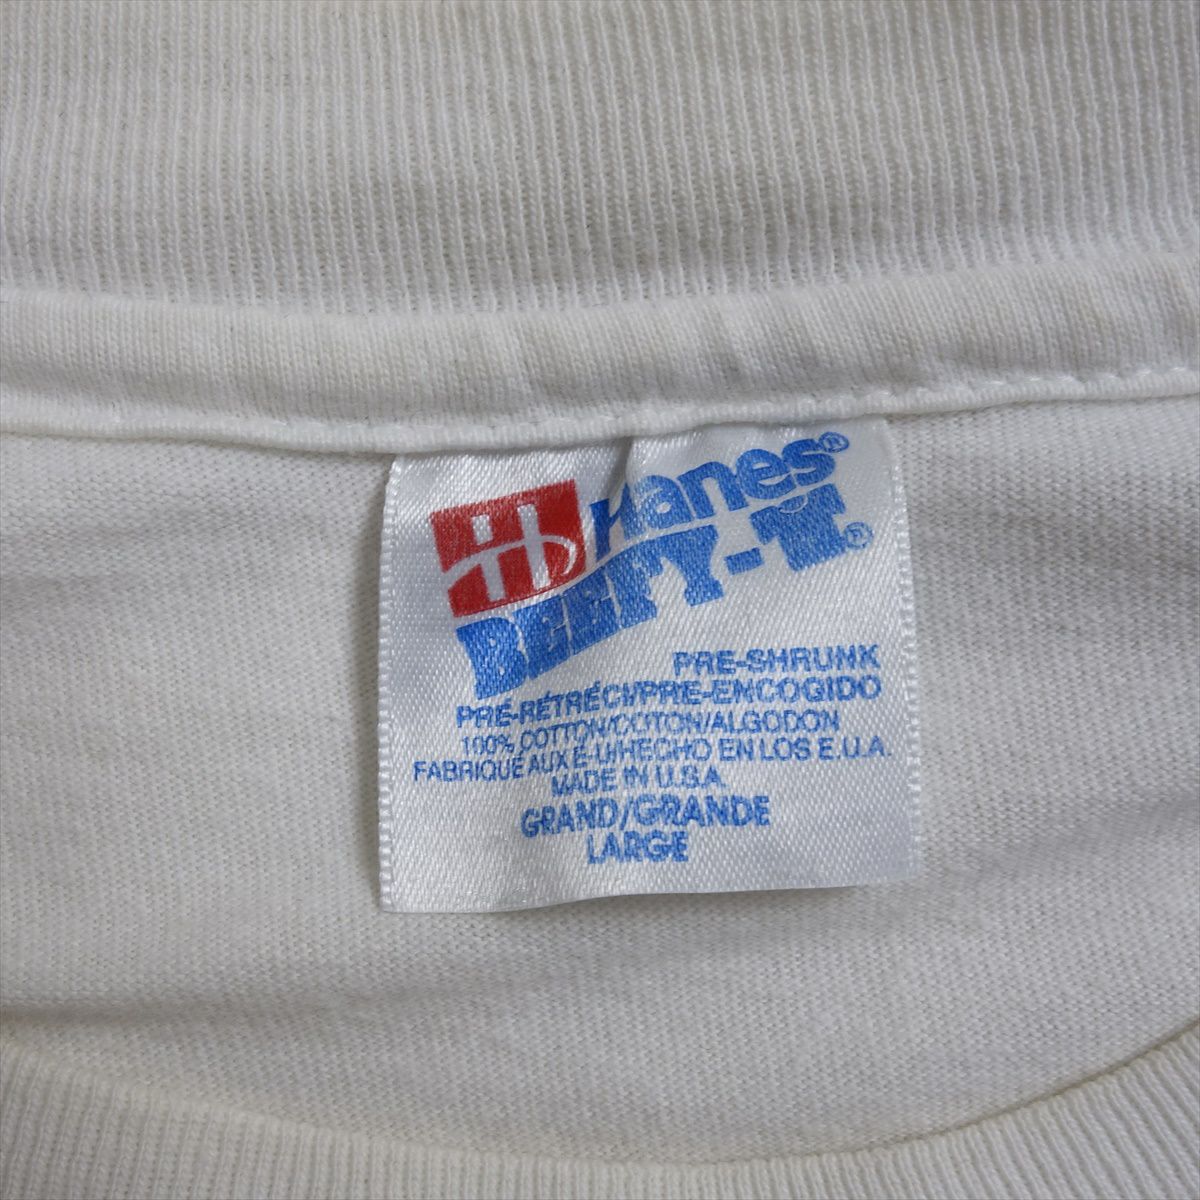 Hanes®
BEEFY-T®
PRE-SHRUNK
PRÉ-RÉTRÉCI/PRE-ENCOGIDO
100% COTTON/COTON/ALGODON
FABRIQUÉ AUX É-U/HECHO EN LOS E.U.A.
MADE IN U.S.A.
GRAND/GRANDE
LARGE